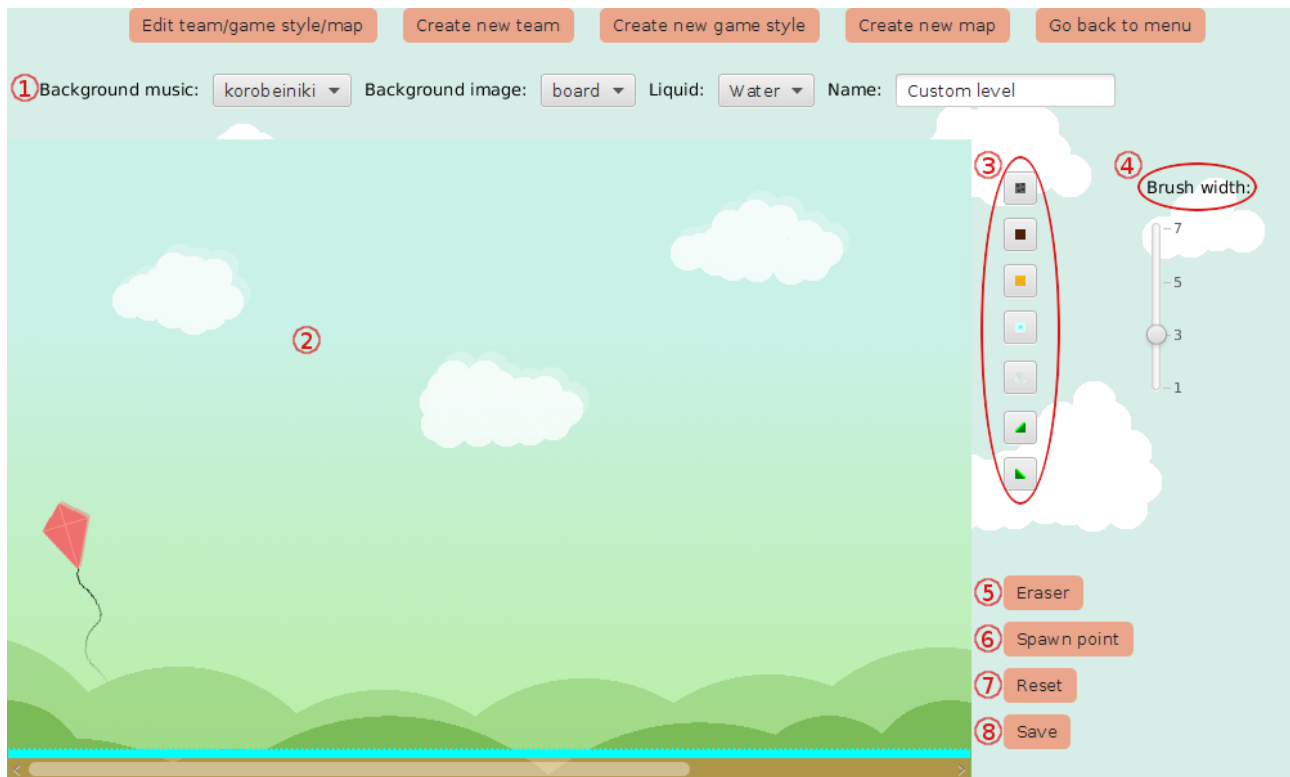 Edit team/game style/map Create new team Create new game style Create new map Go back to menu
① Background music: korobeiniki Background image: board Liquid: Water Name: Custom level
③ ④
Brush width:
7
5
② 3
1
⑤ Eraser
⑥ Spawn point
⑦ Reset
⑧ Save